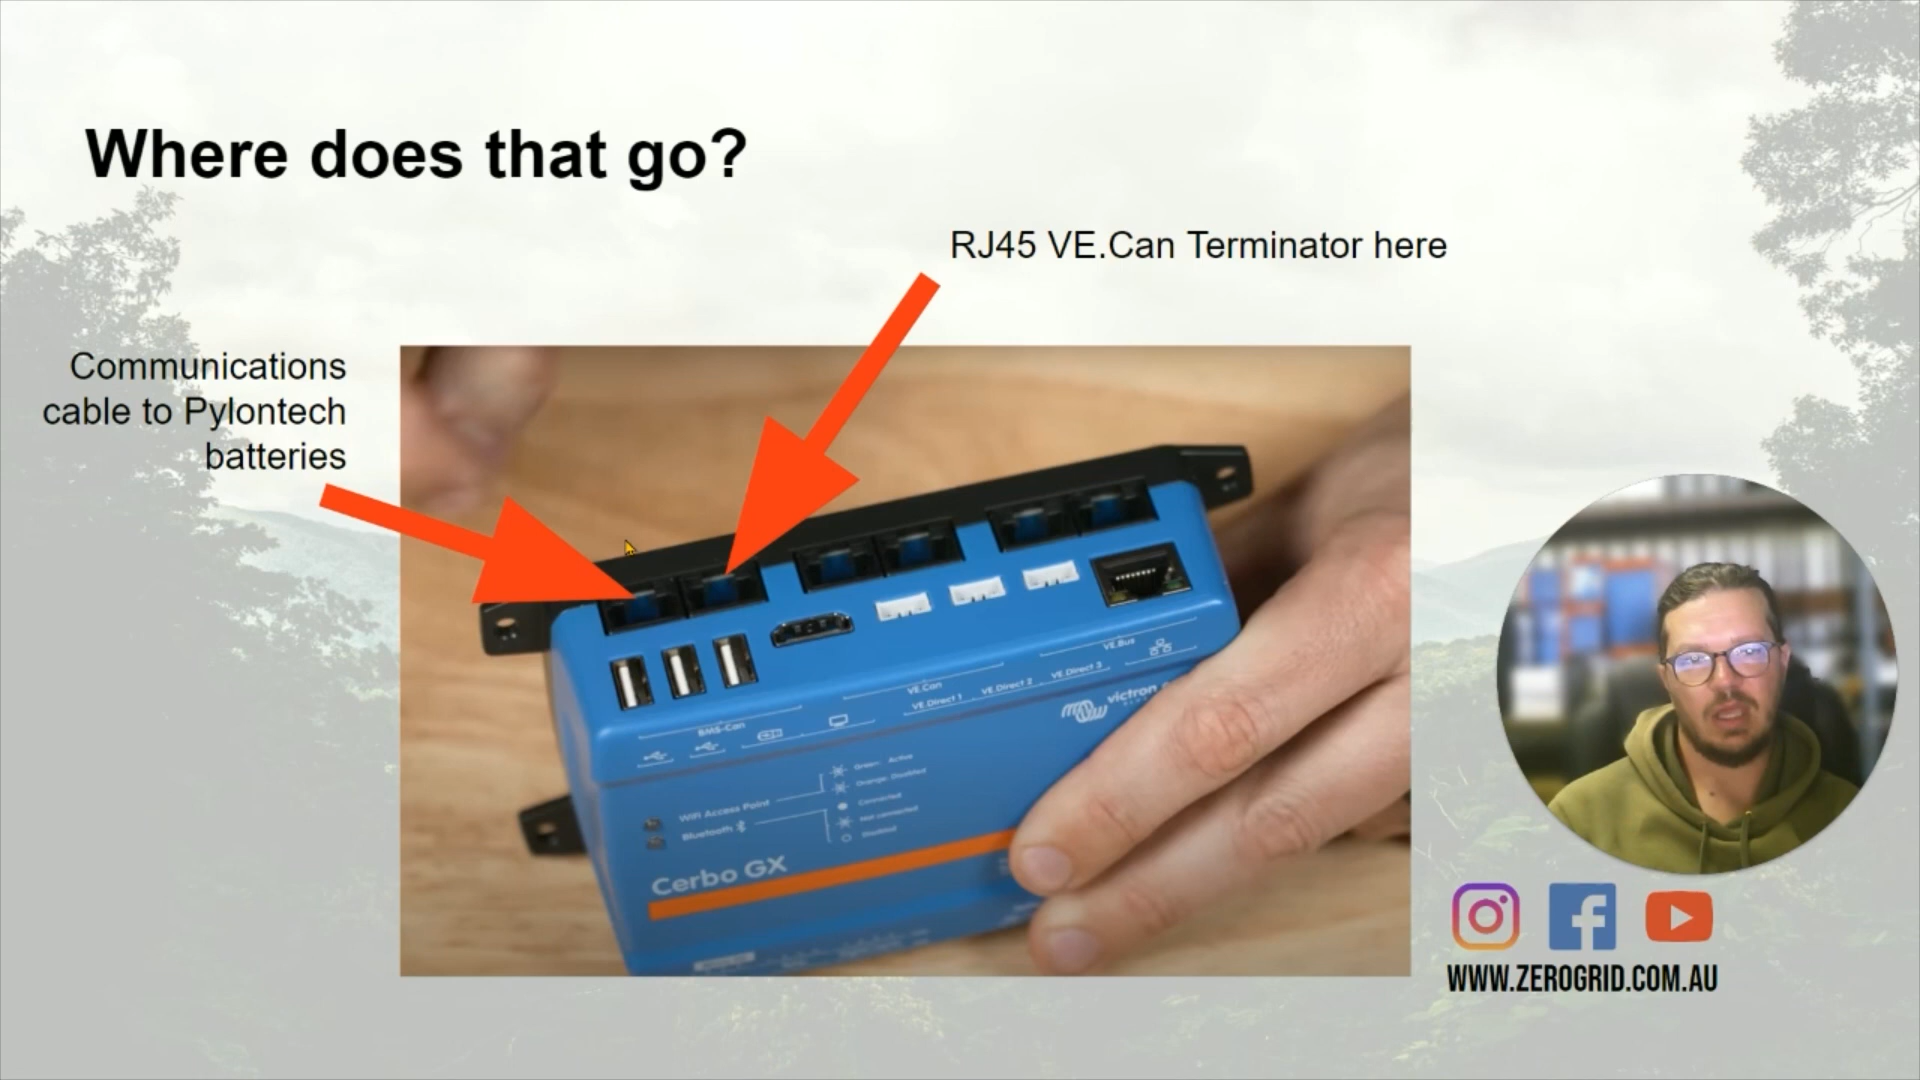 Where does that go?
RJ45 VE.Can Terminator here
Communications
cable to Pylontech
batteries
VE.Bus
VE.Can
VE.Direct 1
VE.Direct 2
VE.Direct 3
BMS-Can
victron
Green: Active
Orange: Disabled
WiFi Access Point
Connected
Bluetooth
Not connected
Disabled
Cerbo GX
WWW.ZEROGRID.COM.AU